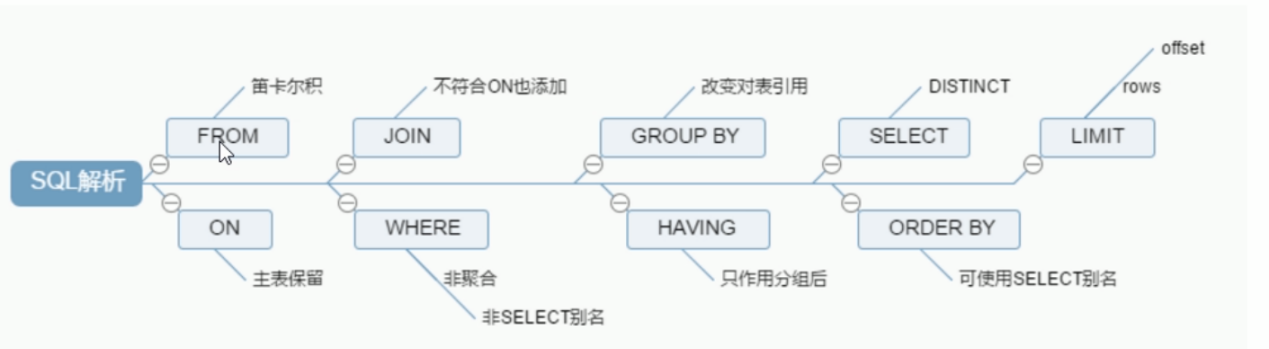 offset
笛卡尔积
不符合ON也添加
改变对表引用
DISTINCT
rows
FROM
JOIN
GROUP BY
SELECT
LIMIT
SQL解析
ON
WHERE
HAVING
ORDER BY
主表保留
非聚合
只作用分组后
可使用SELECT别名
非SELECT别名